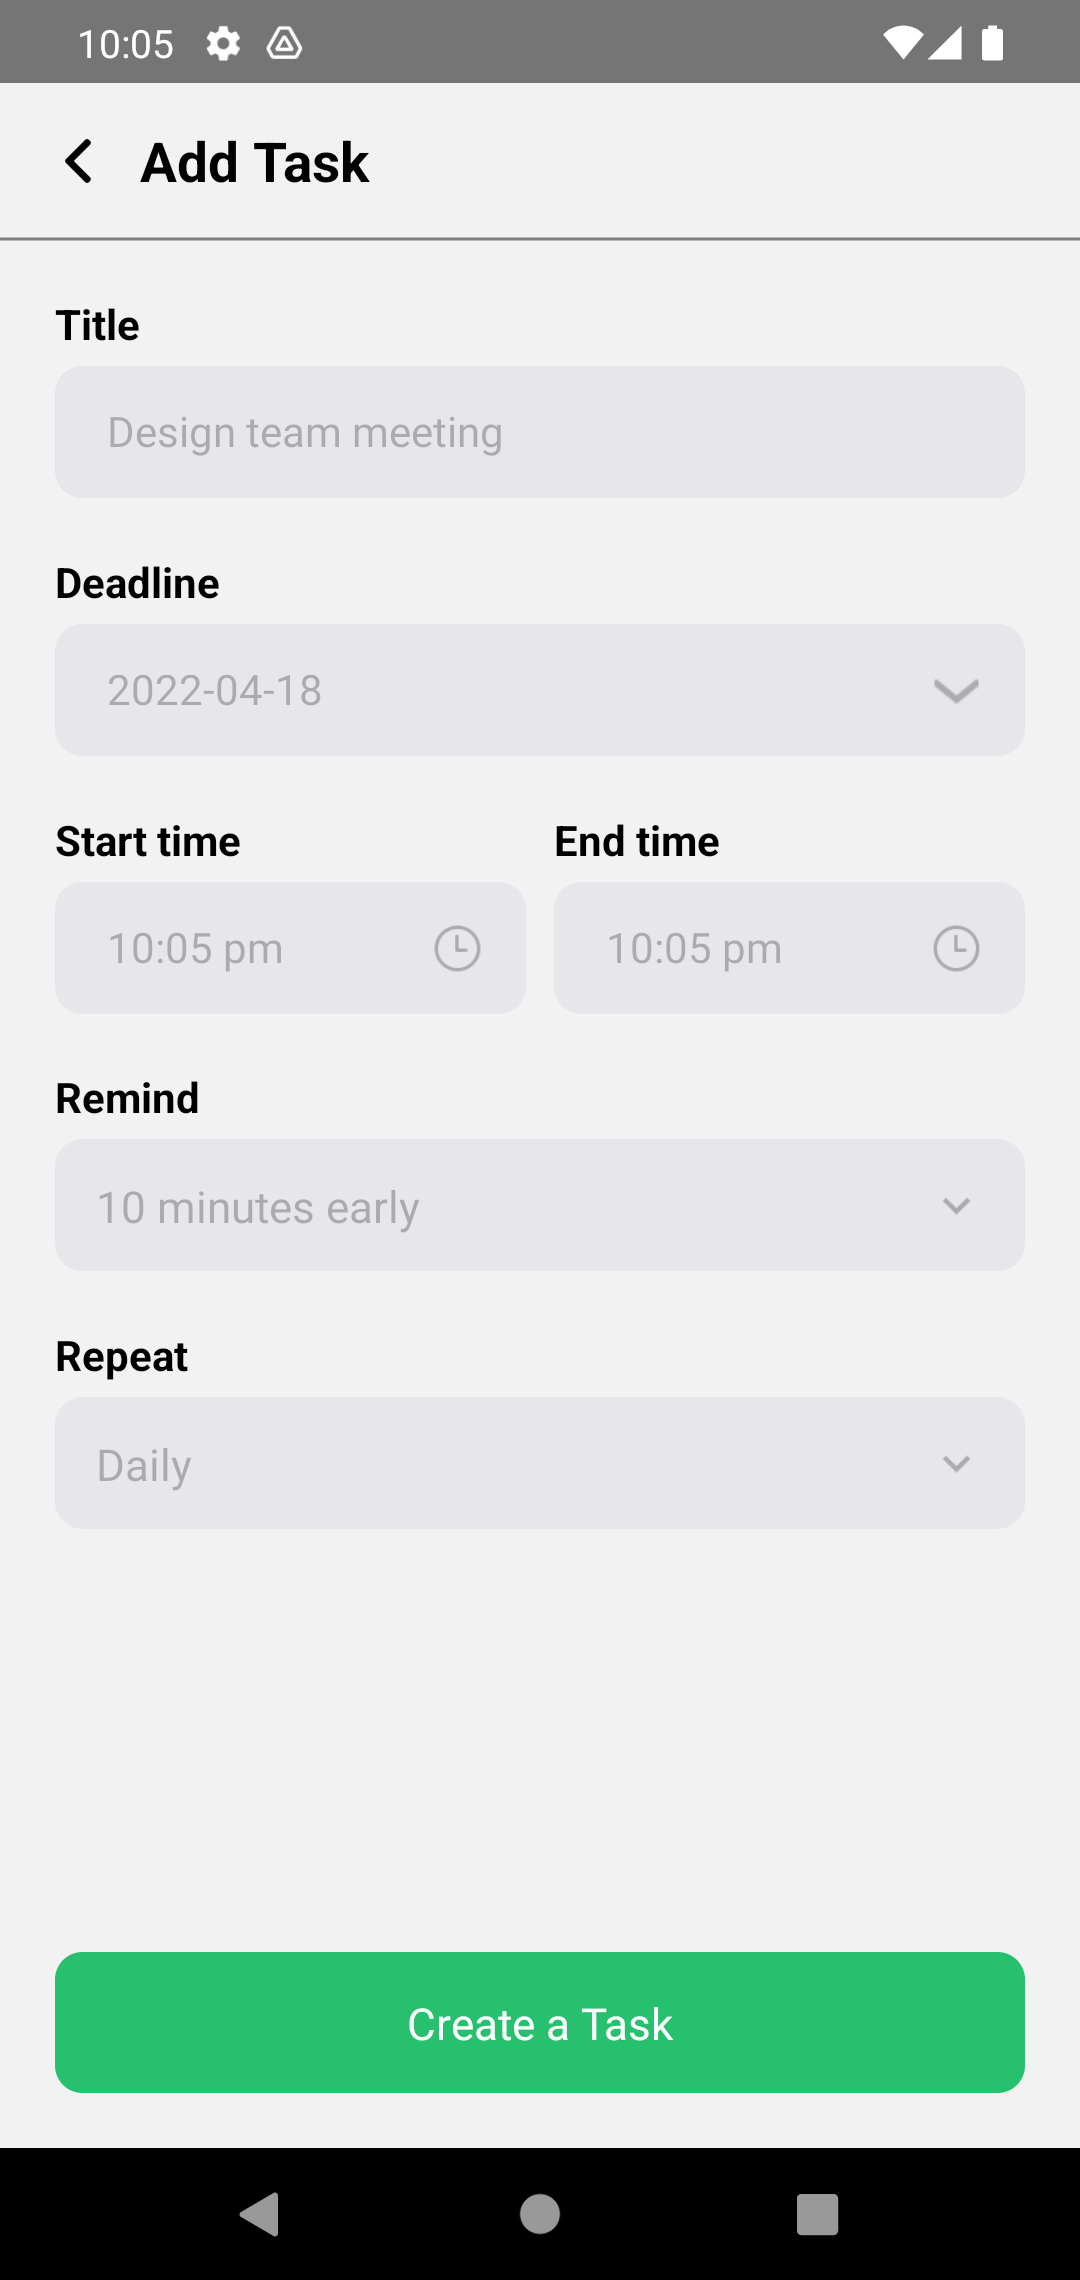 10:05
Add Task
Title
Design team meeting
Deadline
2022-04-18
Start time End time
10:05 pm 10:05 pm
Remind
10 minutes early
Repeat
Daily
Create a Task